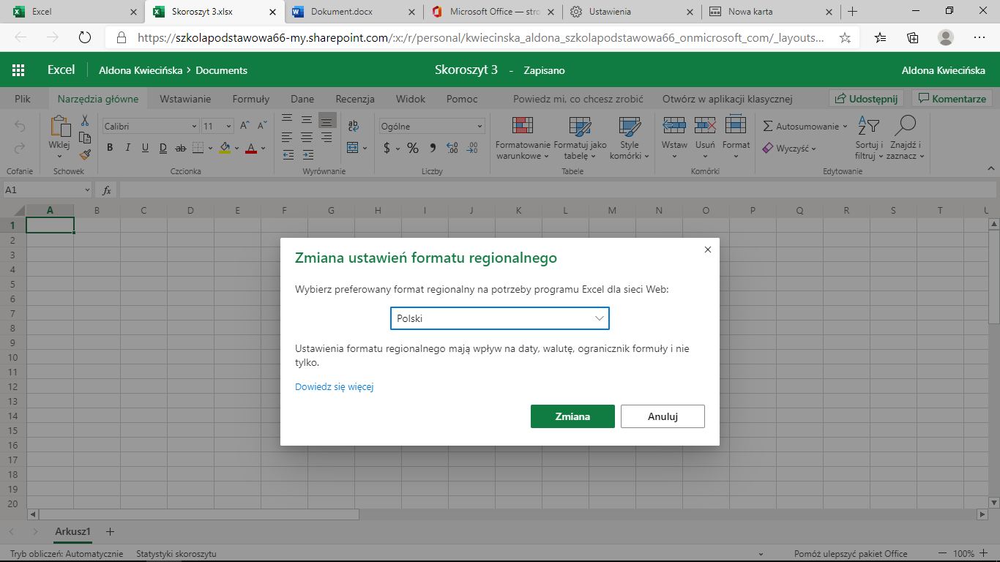 Excel
Skoroszyt 3.xlsx
Dokument.docx
Microsoft Office — stro
Ustawienia
Nowa karta
https://szkolapodstawowa66-my.sharepoint.com/:x:/r/personal/kwiecinska_aldona_szkolapodstawowa66_onmicrosoft_com/_layouts...
Excel
Aldona Kwiecińska > Documents
Skoroszyt 3 - Zapisano
Aldona Kwiecińska
Plik Narzędzia główne Wstawianie Formuły Dane Recenzja Widok Pomoc Powiedz mi, co chcesz zrobić Otwórz w aplikacji klasycznej Udostępnij Komentarze
Wklej
Calibri 11
B I U D ab A
ab
Ogólne
$ % 9
Formatowanie warunkowe
Formatuj jako tabelę
Style komórki
Wstaw Usuń Format
Autosumowanie
Wyczyść
Sortuj i filtruj
Znajdź i zaznacz
Cofanie Schowek Czcionka Wyrównanie Liczby Tabele Komórki Edytowanie
A1 fx
A B C D E F G H I J K L M N O P Q R S T U
1
2
3
4
5
6
7
8
9
10
11
12
13
14
15
16
17
18
19
20
Zmiana ustawień formatu regionalnego
Wybierz preferowany format regionalny na potrzeby programu Excel dla sieci Web:
Polski
Ustawienia formatu regionalnego mają wpływ na daty, walutę, ogranicznik formuły i nie
tylko.
Dowiedz się więcej
Zmiana Anuluj
Arkusz1
Tryb obliczeń: Automatycznie Statystyki skoroszytu Pomóż ulepszyć pakiet Office 100%